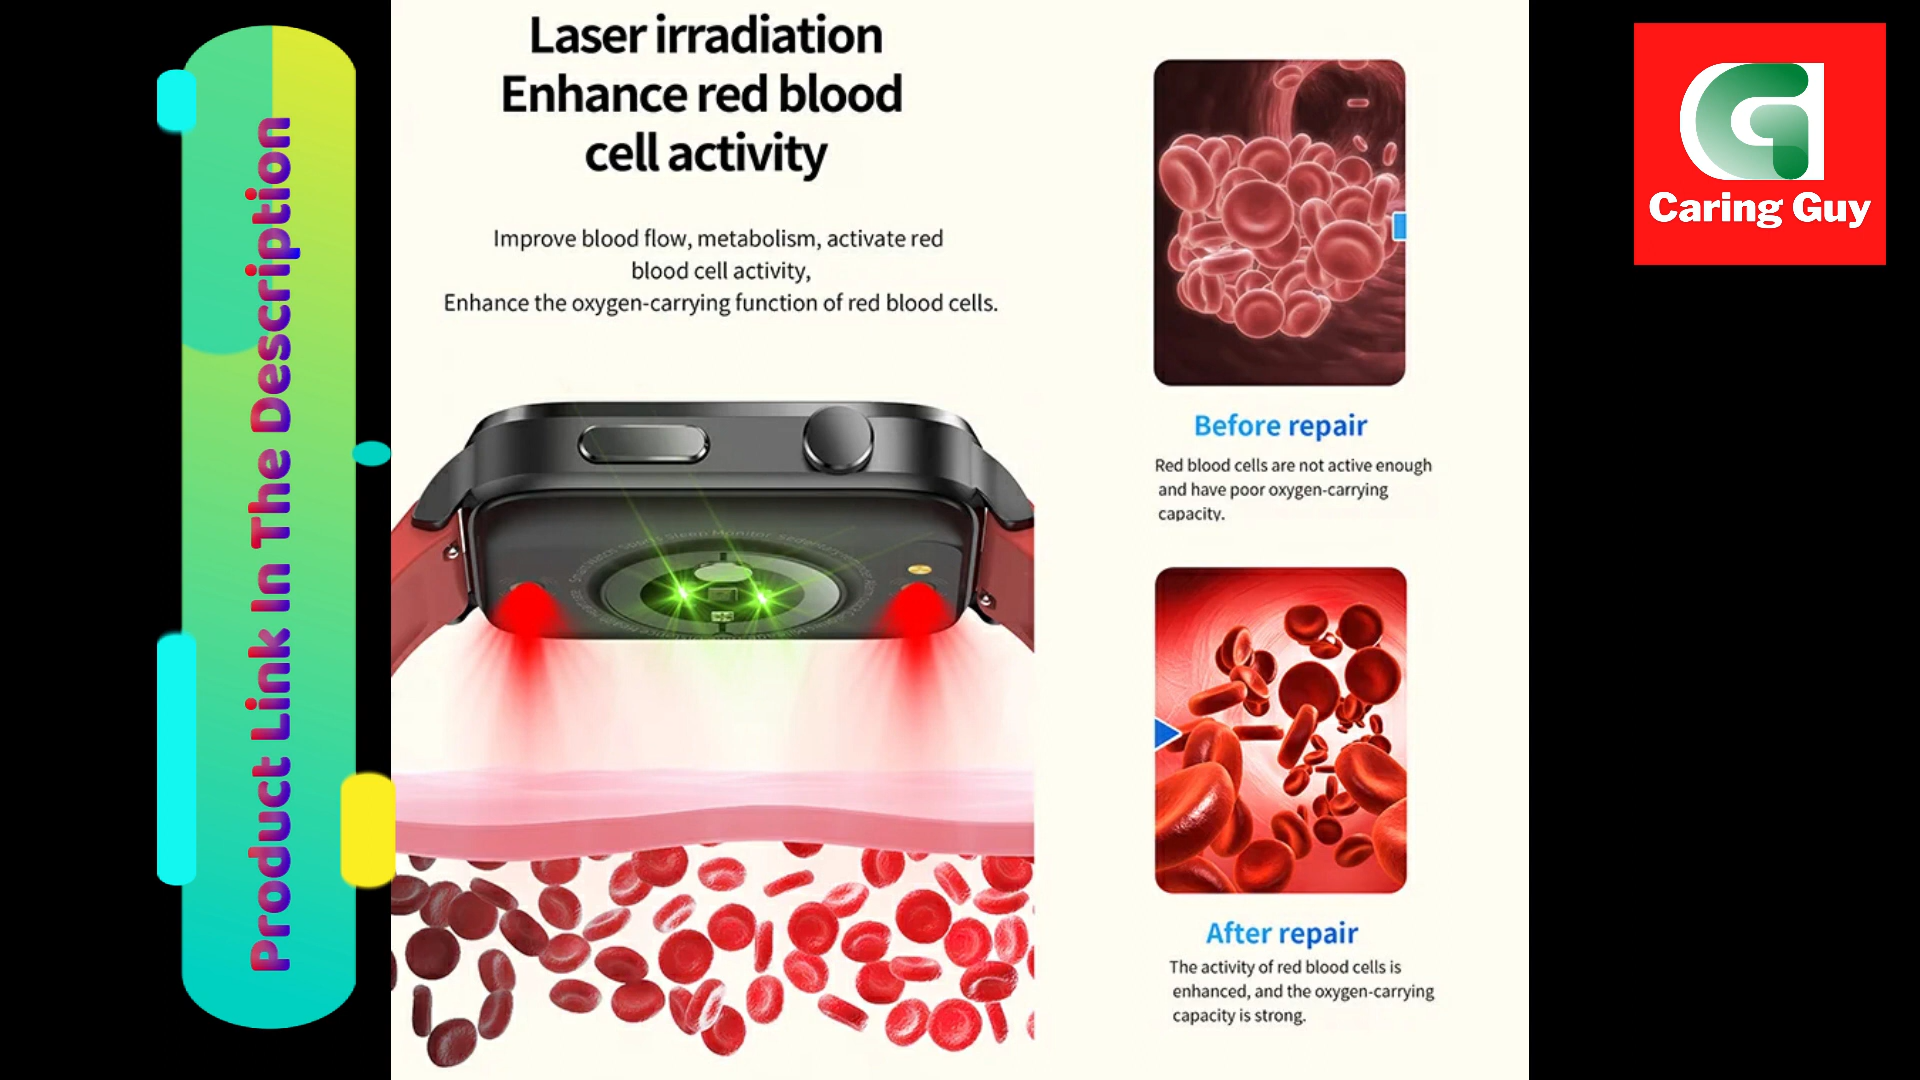 Product Link In The Description
Laser irradiation
Enhance red blood
cell activity
Improve blood flow, metabolism, activate red
blood cell activity,
Enhance the oxygen-carrying function of red blood cells.
Sleep Monitor
Before repair
Red blood cells are not active enough
and have poor oxygen-carrying
capacity.
After repair
The activity of red blood cells is
enhanced, and the oxygen-carrying
capacity is strong.
Caring Guy